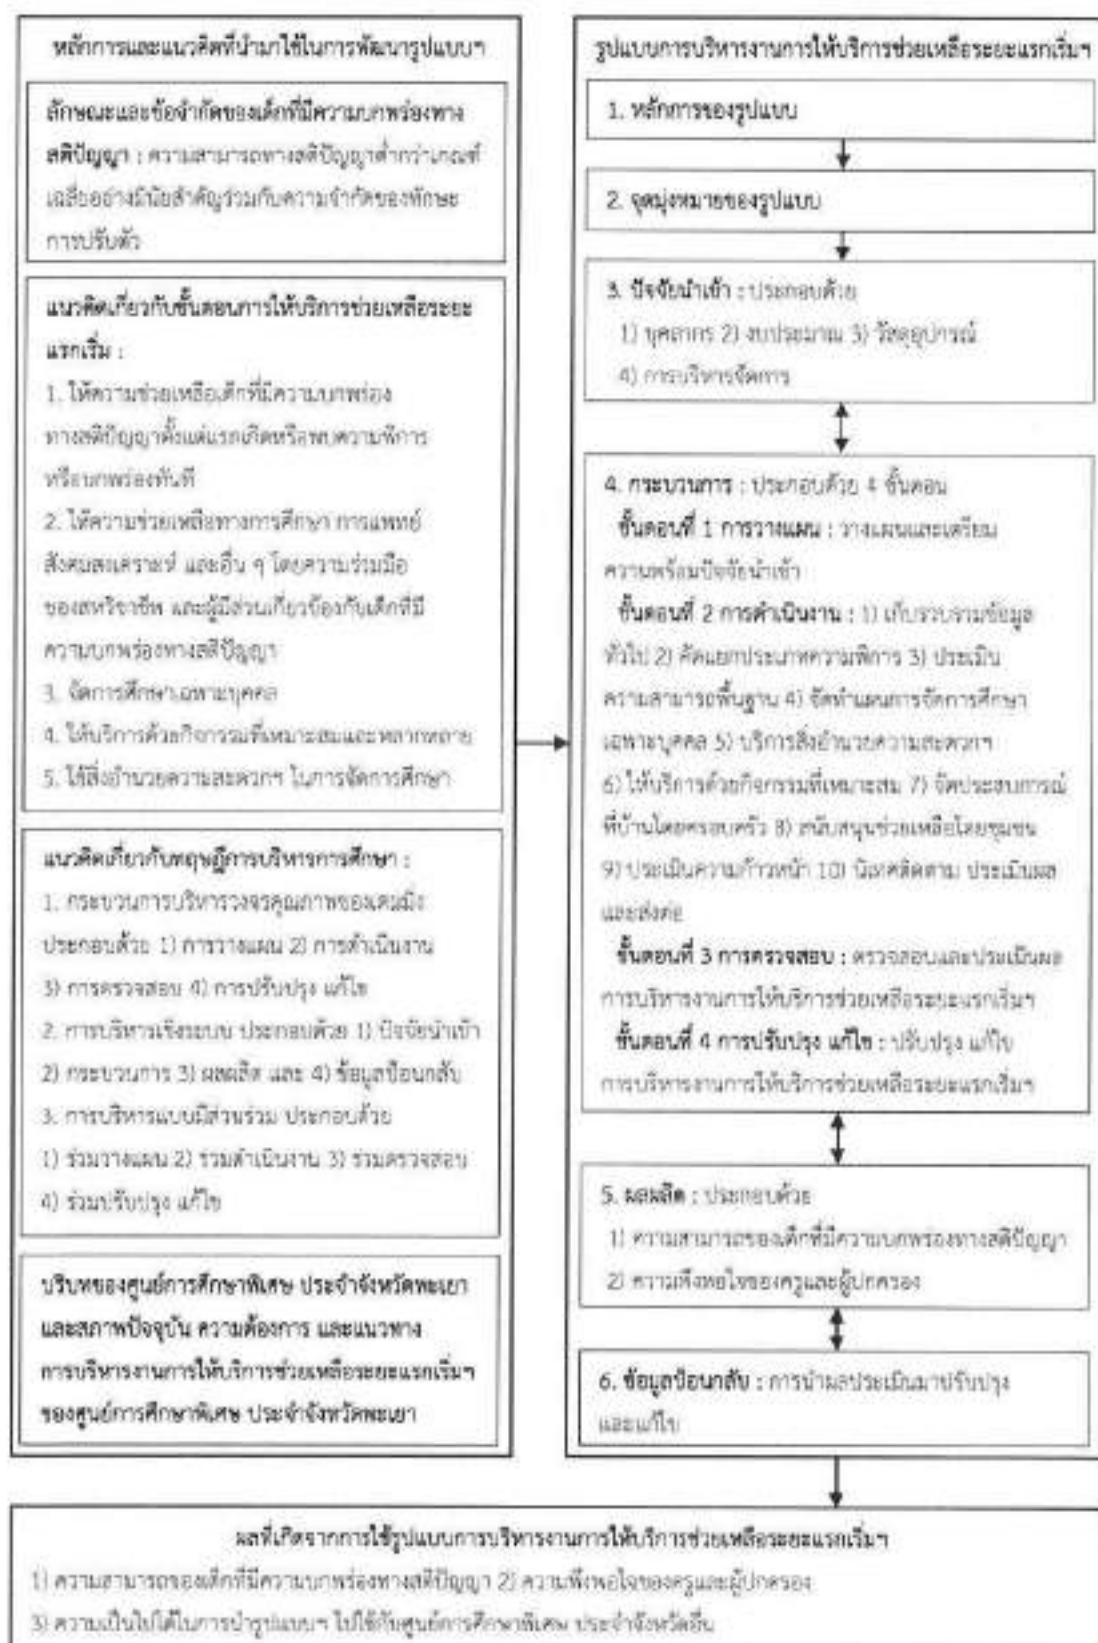 หลักการและแนวคิดที่นำมาใช้ในการพัฒนารูปแบบฯ
ลักษณะและข้อจำกัดของเด็กที่มีความบกพร่องทาง
สติปัญญา : ความสามารถทางสติปัญญาต่ำกว่าเกณฑ์
เฉลี่ยอย่างมีนัยสำคัญร่วมกับความจำกัดของทักษะ
การปรับตัว
แนวคิดเกี่ยวกับขั้นตอนการให้บริการช่วยเหลือระยะ
แรกเริ่ม :
1. ให้ความช่วยเหลือเด็กที่มีความบกพร่อง
ทางสติปัญญาตั้งแต่แรกเกิดหรือพบความพิการ
หรือบกพร่องทันที
2. ให้ความช่วยเหลือทางการศึกษา การแพทย์
สังคมสงเคราะห์ และอื่น ๆ โดยความร่วมมือ
ของสหวิชาชีพ และผู้มีส่วนเกี่ยวข้องกับเด็กที่มี
ความบกพร่องทางสติปัญญา
3. จัดการศึกษาเฉพาะบุคคล
4. ให้บริการด้วยกิจกรรมที่เหมาะสมและหลากหลาย
5. ใช้สิ่งอำนวยความสะดวกฯ ในการจัดการศึกษา
แนวคิดเกี่ยวกับทฤษฎีการบริหารการศึกษา :
1. กระบวนการบริหารวงจรคุณภาพของเดมมิ่ง
ประกอบด้วย 1) การวางแผน 2) การดำเนินงาน
3) การตรวจสอบ 4) การปรับปรุง แก้ไข
2. การบริหารเชิงระบบ ประกอบด้วย 1) ปัจจัยนำเข้า
2) กระบวนการ 3) ผลผลิต และ 4) ข้อมูลป้อนกลับ
3. การบริหารแบบมีส่วนร่วม ประกอบด้วย
1) ร่วมวางแผน 2) ร่วมดำเนินงาน 3) ร่วมตรวจสอบ
4) ร่วมปรับปรุง แก้ไข
บริบทของศูนย์การศึกษาพิเศษ ประจำจังหวัดพะเยา
และสภาพปัจจุบัน ความต้องการ และแนวทาง
การบริหารงานการให้บริการช่วยเหลือระยะแรกเริ่มฯ
ของศูนย์การศึกษาพิเศษ ประจำจังหวัดพะเยา
รูปแบบการบริหารงานการให้บริการช่วยเหลือระยะแรกเริ่มฯ
1. หลักการของรูปแบบ
2. จุดมุ่งหมายของรูปแบบ
3. ปัจจัยนำเข้า : ประกอบด้วย
1) บุคลากร 2) งบประมาณ 3) วัสดุอุปกรณ์
4) การบริหารจัดการ
4. กระบวนการ : ประกอบด้วย 4 ขั้นตอน
ขั้นตอนที่ 1 การวางแผน : วางแผนและเตรียม
ความพร้อมปัจจัยนำเข้า
ขั้นตอนที่ 2 การดำเนินงาน : 1) เก็บรวบรวมข้อมูล
ทั่วไป 2) คัดแยกประเภทความพิการ 3) ประเมิน
ความสามารถพื้นฐาน 4) จัดทำแผนการจัดการศึกษา
เฉพาะบุคคล 5) บริการสิ่งอำนวยความสะดวกฯ
6) ให้บริการด้วยกิจกรรมที่เหมาะสม 7) จัดประสบการณ์
ที่บ้านโดยครอบครัว 8) สนับสนุนช่วยเหลือโดยชุมชน
9) ประเมินความก้าวหน้า 10) นิเทศติดตาม ประเมินผล
และส่งต่อ
ขั้นตอนที่ 3 การตรวจสอบ : ตรวจสอบและประเมินผล
การบริหารงานการให้บริการช่วยเหลือระยะแรกเริ่มฯ
ขั้นตอนที่ 4 การปรับปรุง แก้ไข : ปรับปรุง แก้ไข
การบริหารงานการให้บริการช่วยเหลือระยะแรกเริ่มฯ
5. ผลผลิต : ประกอบด้วย
1) ความสามารถของเด็กที่มีความบกพร่องทางสติปัญญา
2) ความพึงพอใจของครูและผู้ปกครอง
6. ข้อมูลป้อนกลับ : การนำผลประเมินมาปรับปรุง
และแก้ไข
ผลที่เกิดจากการใช้รูปแบบการบริหารงานการให้บริการช่วยเหลือระยะแรกเริ่มฯ
1) ความสามารถของเด็กที่มีความบกพร่องทางสติปัญญา 2) ความพึงพอใจของครูและผู้ปกครอง
3) ความเป็นไปได้ในการนำรูปแบบฯ ไปใช้กับศูนย์การศึกษาพิเศษ ประจำจังหวัดอื่น